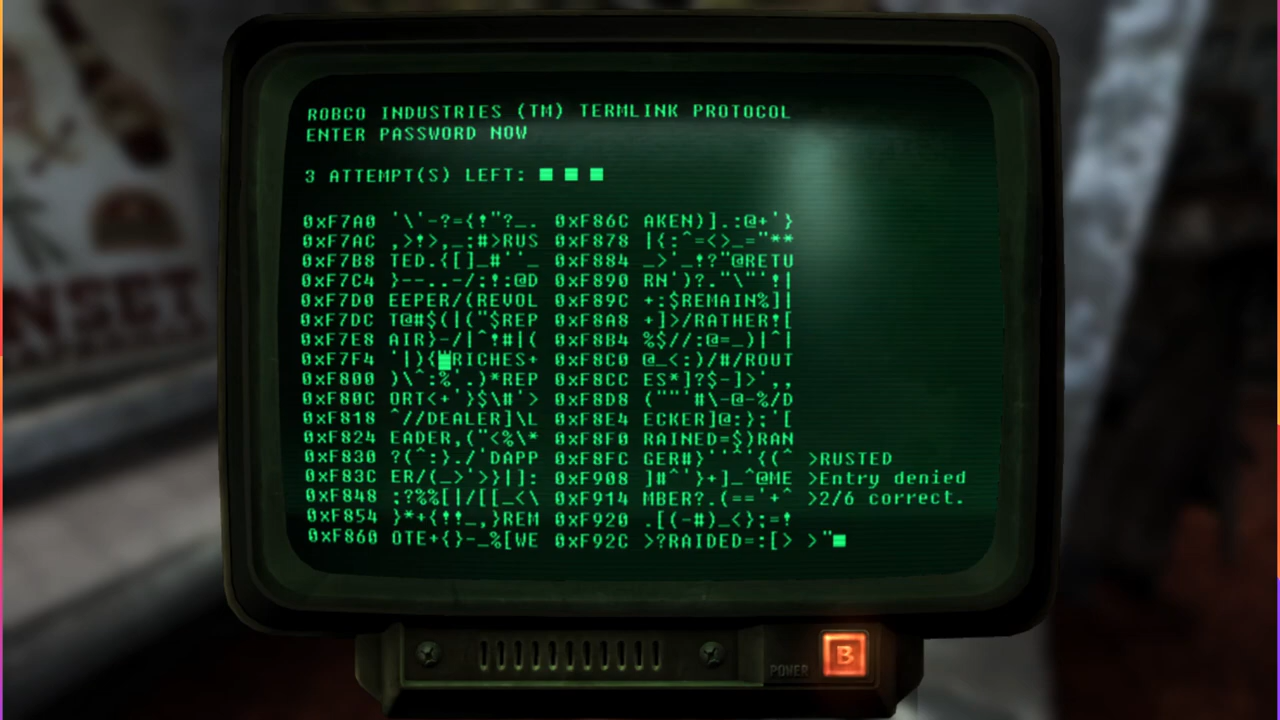 ROBCO INDUSTRIES (TM) TERMLINK PROTOCOL
ENTER PASSWORD NOW
3 ATTEMPT(S) LEFT: ■ ■ ■
0xF7A0 '\'-?={!"?_. 0xF86C AKEN)].:@+'}
0xF7AC ,>!>,_:#>RUS 0xF878 |{:^=<>_="**
0xF7B8 TED.{[]_#''_ 0xF884 _>'_!?"@RETU
0xF7C4 }--..-/:!:@D 0xF890 RN')?."\"'!|
0xF7D0 EEPER/(REVOL 0xF89C +:$REMAIN%]|
0xF7DC T@#$(|("$REP 0xF8A8 +]>/RATHER![
0xF7E8 AIR}-/|^!#|( 0xF8B4 %$//:@=_)|^|
0xF7F4 '|){"RICHES+ 0xF8C0 @_<:)/#/ROUT
0xF800 )\^:%'.)*REP 0xF8CC ES*]?$-]>',,
0xF80C ORT<+'}$\#'> 0xF8D8 (""'#\-@-%/D
0xF818 ^//DEALER]\L 0xF8E4 ECKER]@:};'[
0xF824 EADER,("<%\* 0xF8F0 RAINED=$)RAN
0xF830 ?(^:}./'DAPP 0xF8FC GER#}''^'{(^ >RUSTED
0xF83C ER/(_>'>}|]: 0xF908 ]#^'}+]_^@ME >Entry denied
0xF848 :?%%[|/[[_<\ 0xF914 MBER?.(=='+^ >2/6 correct.
0xF854 }*+{!!_,}REM 0xF920 .[(-#)_<};=!
0xF860 OTE+{}-_%[WE 0xF92C >?RAIDED=:[> >"■
POWER
B
NSET